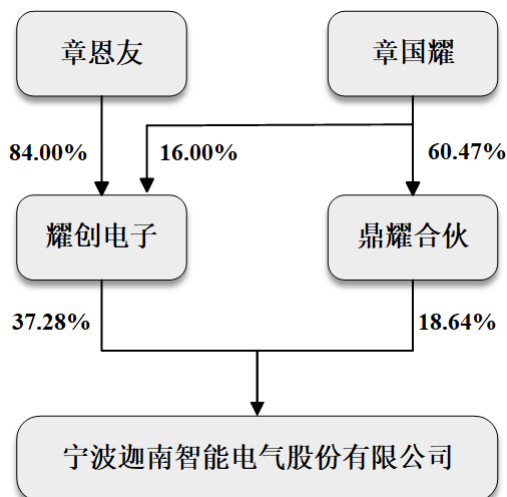 章恩友
章国耀
84.00%
16.00%
60.47%
耀创电子
鼎耀合伙
37.28%
18.64%
宁波迦南智能电气股份有限公司